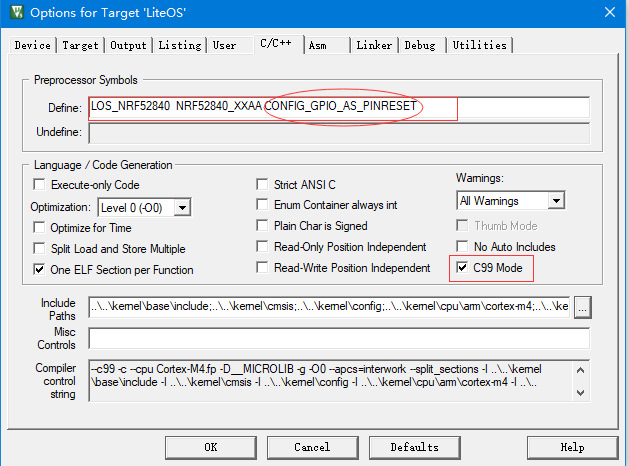 Options for Target 'LiteOS'
Device Target Output Listing User C/C++ Asm Linker Debug Utilities
Preprocessor Symbols
Define: LOS_NRF52840 NRF52840_XXAA CONFIG_GPIO_AS_PINRESET
Undefine:
Language / Code Generation
Execute-only Code
Strict ANSI C
Warnings:
Optimization: Level 0 (-O0)
Enum Container always int
All Warnings
Optimize for Time
Plain Char is Signed
Thumb Mode
Split Load and Store Multiple
Read-Only Position Independent
No Auto Includes
One ELF Section per Function
Read-Write Position Independent
C99 Mode
Include Paths
..\..\kernel\base\include;..\..\kernel\cmsis;..\..\kernel\config;..\..\kernel\cpu\arm\cortex-m4;..\..\ke
...
Misc Controls
Compiler control string
--c99 -c --cpu Cortex-M4.fp -D__MICROLIB -g -O0 --apcs=interwork --split_sections -I ..\..\kernel
\base\include -I ..\..\kernel\cmsis -I ..\..\kernel\config -I ..\..\kernel\cpu\arm\cortex-m4 -I ..\..
OK Cancel Defaults Help